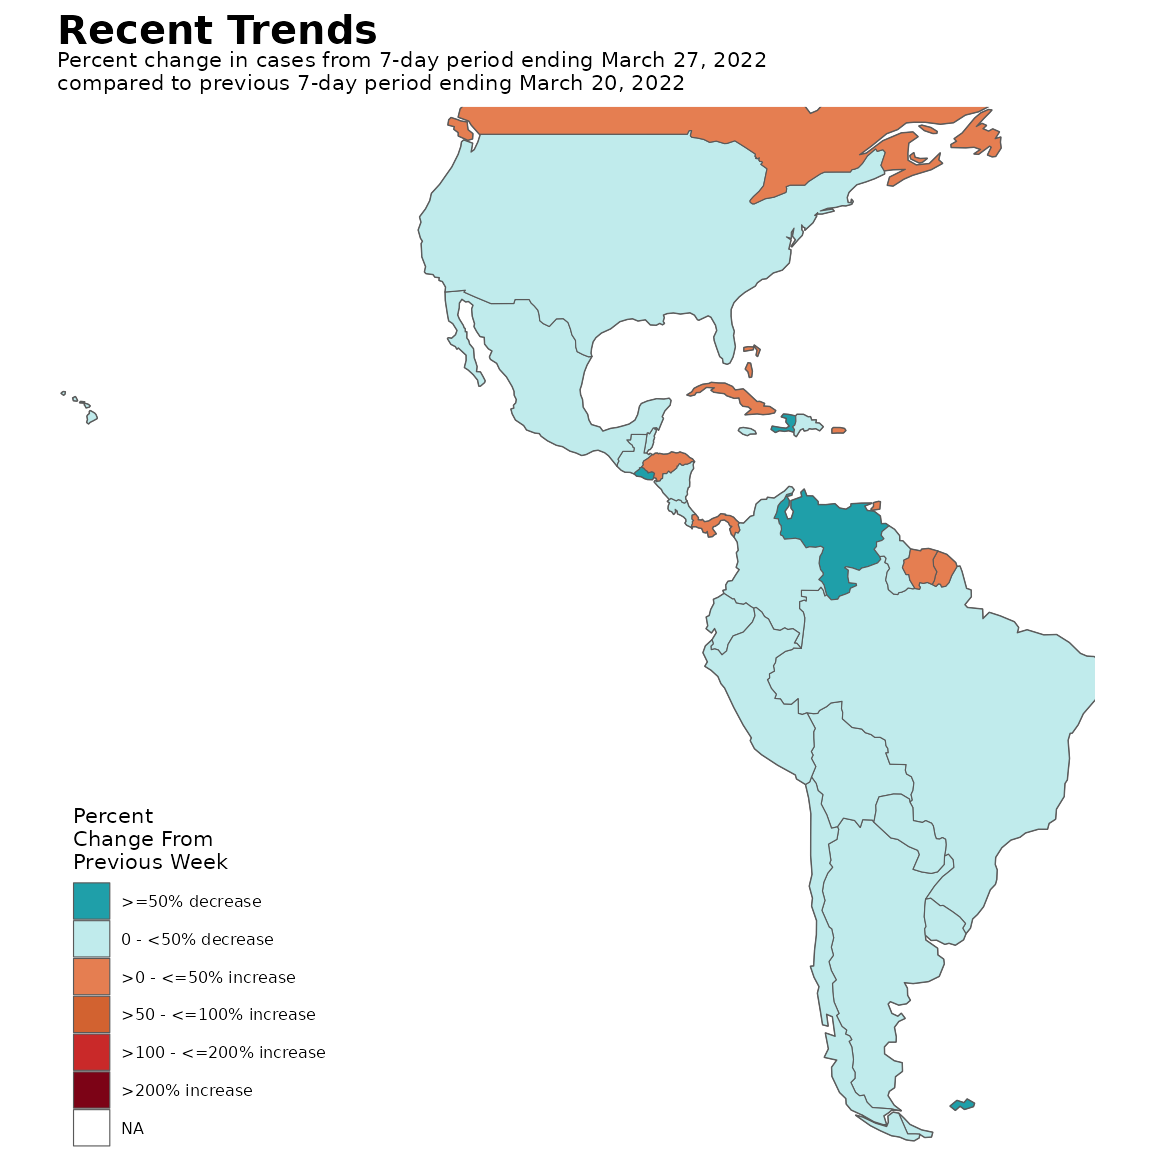 Recent Trends
Percent change in cases from 7-day period ending March 27, 2022
compared to previous 7-day period ending March 20, 2022
Percent
Change From
Previous Week
>=50% decrease
0 - <50% decrease
>0 - <=50% increase
>50 - <=100% increase
>100 - <=200% increase
>200% increase
NA